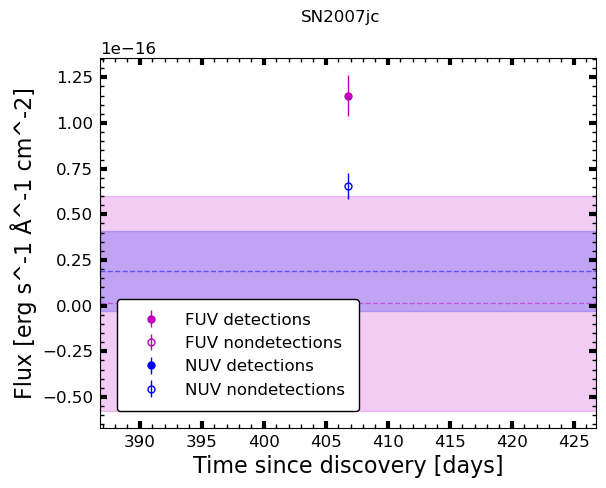 SN2007jc
1e−16
1.25
1.00
0.75
0.50
0.25
0.00
−0.25
−0.50
Flux [erg s^-1 Å^-1 cm^-2]
FUV detections
FUV nondetections
NUV detections
NUV nondetections
390 395 400 405 410 415 420 425
Time since discovery [days]